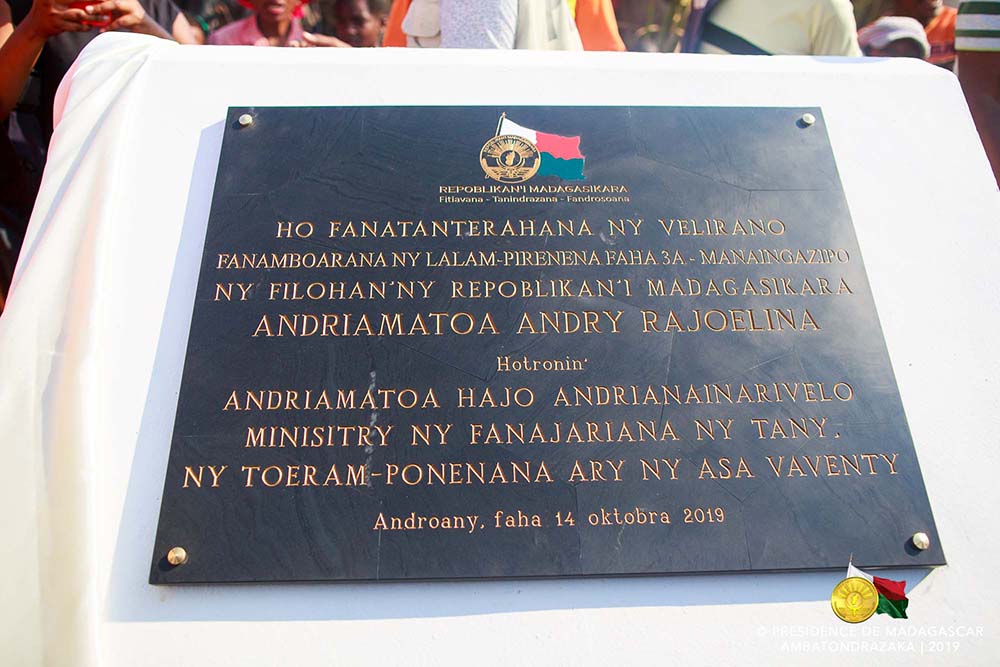 REPOBLIKAN'I MADAGASIKARA
Fitiavana - Tanindrazana - Fandrosoana
HO FANATANTERAHANA NY VELIRANO
FANAMBOARANA NY LALAM-PIRENENA FAHA 3A - MANAINGAZIPO
NY FILOHAN'NY REPOBLIKAN'I MADAGASIKARA
ANDRIAMATOA ANDRY RAJOELINA
Hotronin'
ANDRIAMATOA HAJO ANDRIANAINARIVELO
MINISITRY NY FANAJARIANA NY TANY,
NY TOERAM-PONENANA ARY NY ASA VAVENTY
Androany, faha 14 oktobra 2019
© PRESIDENCE DE MADAGASCAR
AMBATONDRAZAKA | 2019